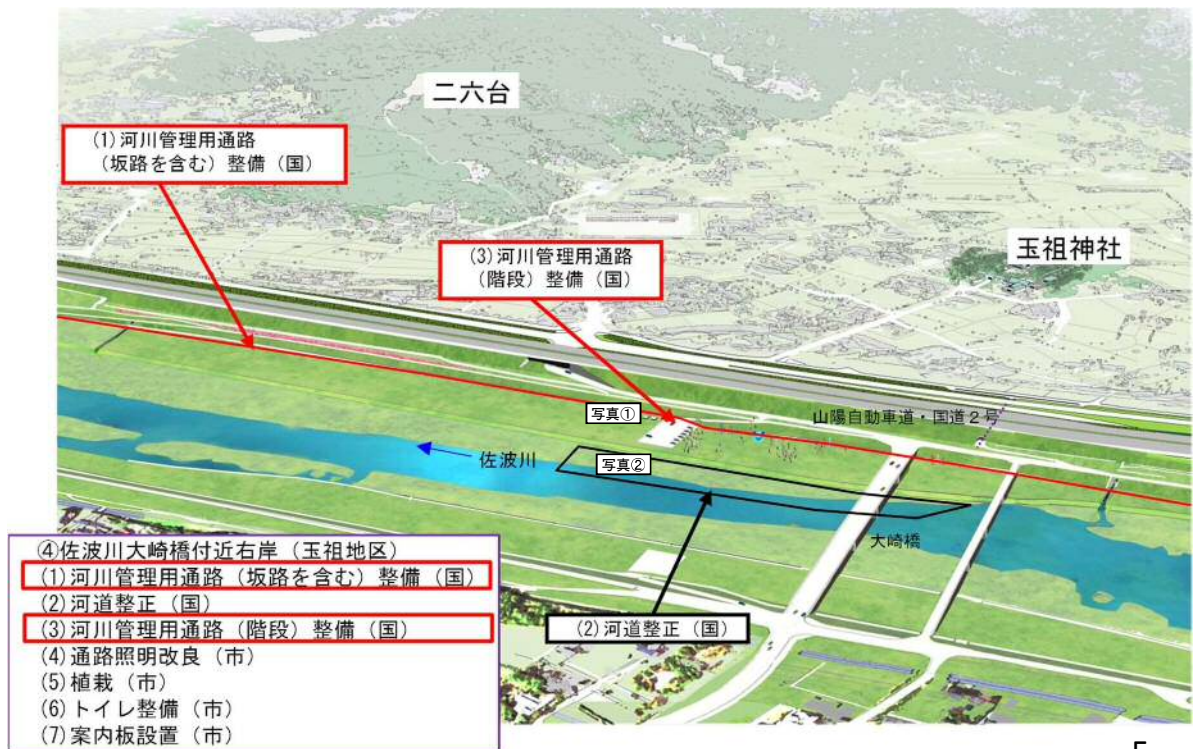 二六台
(1)河川管理用通路
(坂路を含む)整備(国)
(3)河川管理用通路
(階段)整備(国)
玉祖神社
写真①
山陽自動車道・国道2号
佐波川
写真②
大崎橋
④佐波川大崎橋付近右岸(玉祖地区)
(1)河川管理用通路(坂路を含む)整備(国)
(2)河道整正(国)
(3)河川管理用通路(階段)整備(国)
(4)通路照明改良(市)
(5)植栽(市)
(6)トイレ整備(市)
(7)案内板設置(市)
(2)河道整正(国)
5